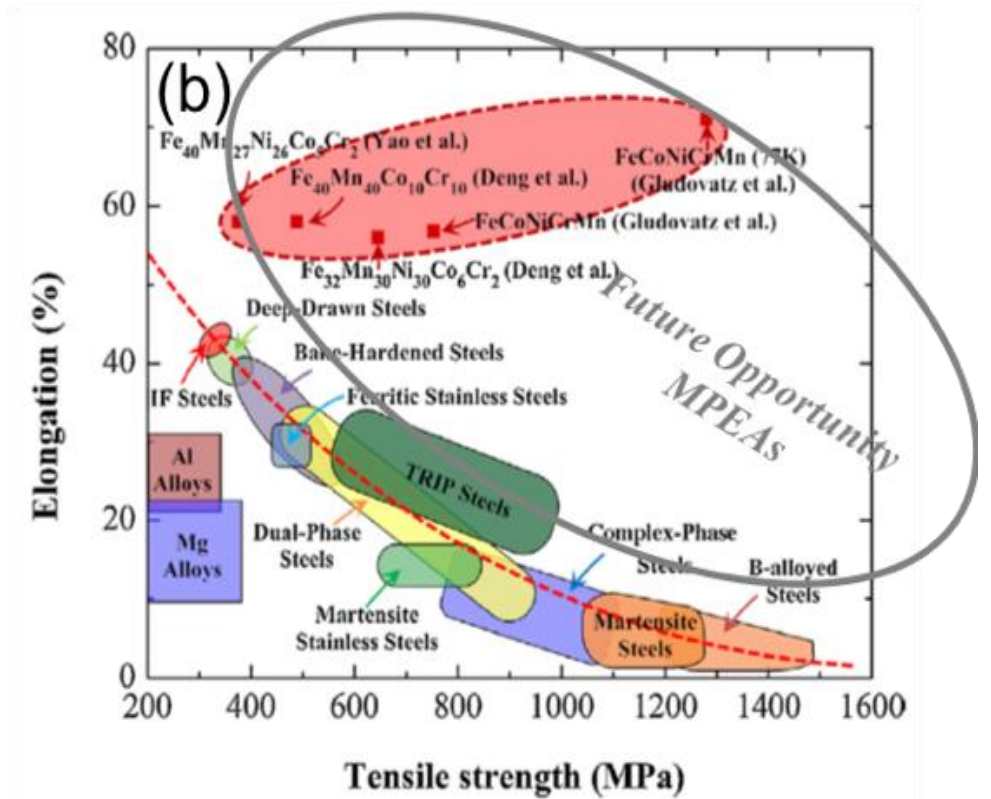 80
(b)
Fe40Mn27Ni26Co5Cr2 (Yao et al.)
FeCoNiCrMn (77K)
(Gludovatz et al.)
Fe40Mn40Co10Cr10 (Deng et al.)
60
FeCoNiCrMn (Gludovatz et al.)
Fe32Mn30Ni30Co6Cr2 (Deng et al.)
Future Opportunity
MPEAs
Deep-Drawn Steels
Bake-Hardened Steels
40
IF Steels
Ferritic Stainless Steels
Al
Alloys
TRIP Steels
20
Mg
Alloys
Dual-Phase
Steels
Complex-Phase
Steels
B-alloyed
Steels
Martensite
Stainless Steels
Martensite
Steels
0
200 400 600 800 1000 1200 1400 1600
Elongation (%)
Tensile strength (MPa)